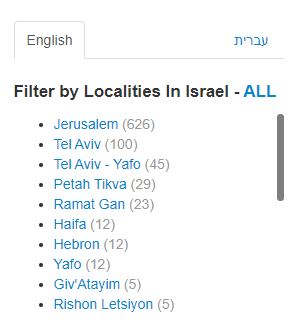 English
עברית
Filter by Localities In Israel - ALL
Jerusalem (626)
Tel Aviv (100)
Tel Aviv - Yafo (45)
Petah Tikva (29)
Ramat Gan (23)
Haifa (12)
Hebron (12)
Yafo (12)
Giv'Atayim (5)
Rishon Letsiyon (5)